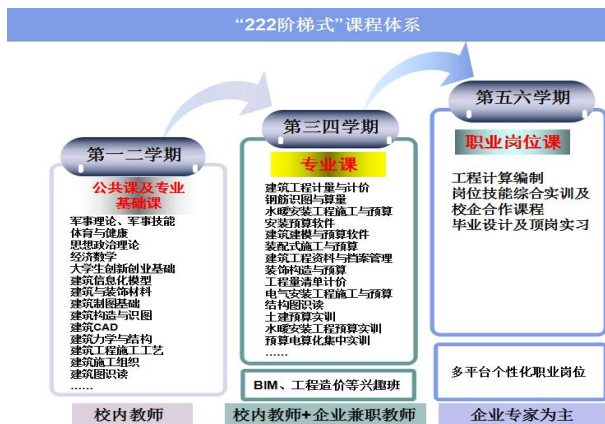 “222阶梯式”课程体系
第一二学期
公共课及专业
基础课
军事理论、军事技能
体育与健康
思想政治理论
经济数学
大学生创新创业基础
建筑信息化模型
建筑与装饰材料
建筑制图基础
建筑构造与识图
建筑CAD
建筑力学与结构
建筑工程施工工艺
建筑施工组织
建筑图识读
……
校内教师
第三四学期
专业课
建筑工程计量与计价
钢筋识图与算量
水暖安装工程施工与预算
安装预算软件
建筑建模与预算软件
装配式施工与预算
建筑工程资料与档案管理
装饰构造与预算
工程量清单计价
电气安装工程施工与预算
结构图识读
土建预算实训
水暖安装工程预算实训
预算电算化集中实训
……
BIM、工程造价等兴趣班
校内教师+企业兼职教师
第五六学期
职业岗位课
工程计算编制
岗位技能综合实训及
校企合作课程
毕业设计及顶岗实习
多平台个性化职业岗位
企业专家为主